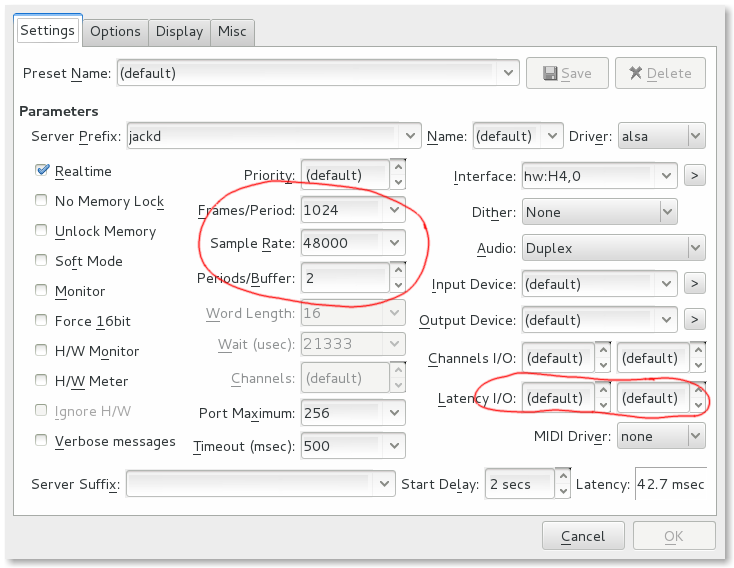 Settings Options Display Misc
Preset Name: (default) Save Delete
Parameters
Server Prefix: jackd Name: (default) Driver: alsa
Realtime Priority: (default) Interface: hw:H4,0 >
No Memory Lock Frames/Period: 1024 Dither: None
Unlock Memory Sample Rate: 48000 Audio: Duplex
Soft Mode Periods/Buffer: 2 Input Device: (default) >
Monitor Word Length: 16 Output Device: (default) >
Force 16bit Wait (usec): 21333 Channels I/O: (default) (default)
H/W Monitor Channels: (default) Latency I/O: (default) (default)
H/W Meter Port Maximum: 256 MIDI Driver: none
Ignore H/W Timeout (msec): 500
Verbose messages
Server Suffix: Start Delay: 2 secs Latency: 42.7 msec
Cancel OK